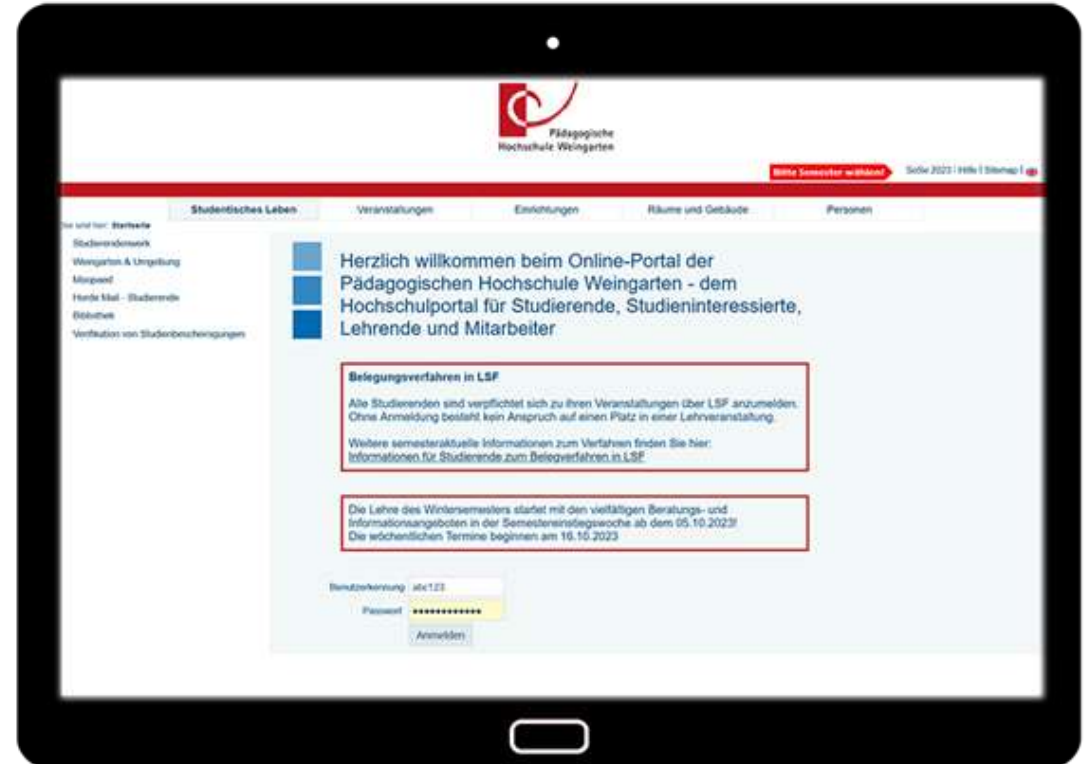 Pädagogische
Hochschule Weingarten
Bitte Semester wählen!
SoSe 2023 | Hilfe | Sitemap |
Studentisches Leben Veranstaltungen Einrichtungen Räume und Gebäude Personen
Sie sind hier: Startseite
Studierendenwerk
Weingarten & Umgebung
Moopaed
Horde Mail - Studierende
Bibliothek
Verifikation von Studienbescheinigungen
Herzlich willkommen beim Online-Portal der
Pädagogischen Hochschule Weingarten - dem
Hochschulportal für Studierende, Studieninteressierte,
Lehrende und Mitarbeiter
Belegungsverfahren in LSF
Alle Studierenden sind verpflichtet sich zu ihren Veranstaltungen über LSF anzumelden.
Ohne Anmeldung besteht kein Anspruch auf einen Platz in einer Lehrveranstaltung.
Weitere semesteraktuelle Informationen zum Verfahren finden Sie hier:
Informationen für Studierende zum Belegverfahren in LSF
Die Lehre des Wintersemesters startet mit den vielfältigen Beratungs- und
Informationsangeboten in der Semestereinstiegswoche ab dem 05.10.2023!
Die wöchentlichen Termine beginnen am 16.10.2023
Benutzerkennung abc123
Passwort ••••••••••••
Anmelden